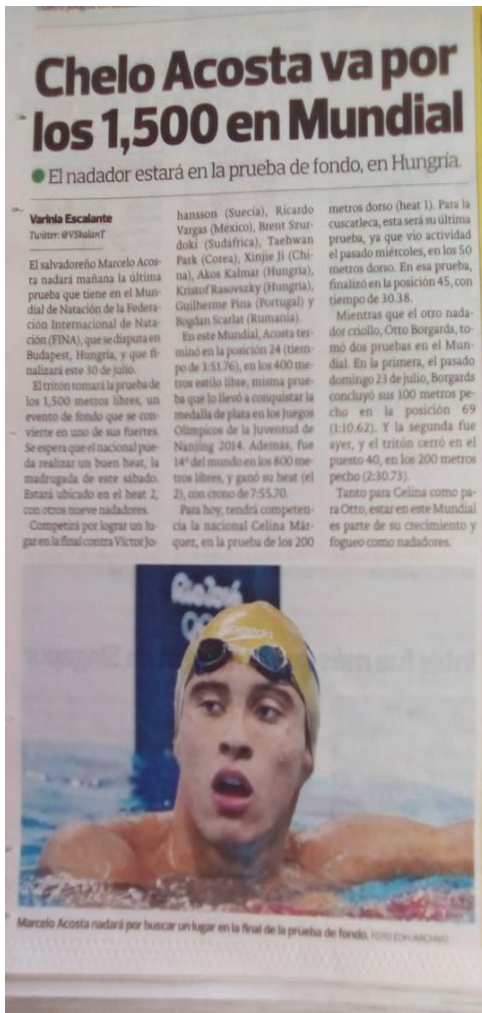 Chelo Acosta va por
los 1,500 en Mundial
El nadador estará en la prueba de fondo, en Hungría.
Varinia Escalante
Twitter: @VShalanT
El salvadoreño Marcelo Acos-
ta nadará mañana la última
prueba que tiene en el Mun-
dial de Natación de la Federa-
ción Internacional de Nata-
ción (FINA), que se disputa en
Budapest, Hungría, y que fi-
nalizará este 30 de julio.
El tritón tomará la prueba de
los 1,500 metros libres, un
evento de fondo que se con-
vierte en uno de sus fuertes.
Se espera que el nacional pue-
da realizar un buen heat, la
madrugada de este sábado.
Estará ubicado en el heat 2,
con otros nueve nadadores.
Competirá por lograr un lu-
gar en la final contra Victor Jo-
hansson (Suecia), Ricardo
Vargas (México), Brent Szur-
doki (Sudáfrica), Taehwan
Park (Corea), Xinjie Ji (Chi-
na), Akos Kalmar (Hungría),
Kristof Rasovszky (Hungría),
Guilherme Pina (Portugal) y
Bogdan Scarlat (Rumania).
En este Mundial, Acosta ter-
minó en la posición 24 (tiem-
po de 3:51.76), en los 400 me-
tros estilo libre, misma prue-
ba que lo llevó a conquistar la
medalla de plata en los Juegos
Olímpicos de la Juventud de
Nanjing 2014. Además, fue
14° del mundo en los 800 me-
tros libres, y ganó su heat (el
2), con crono de 7:55.70.
Para hoy, tendrá competen-
cia la nacional Celina Már-
quez, en la prueba de los 200
metros dorso (heat 1). Para la
cuscatleca, esta será su última
prueba, ya que vio actividad
el pasado miércoles, en los 50
metros dorso. En esa prueba,
finalizó en la posición 45, con
tiempo de 30.38.
Mientras que el otro nada-
dor criollo, Otto Borgards, to-
mó dos pruebas en el Mun-
dial. En la primera, el pasado
domingo 23 de julio, Borgards
concluyó sus 100 metros pe-
cho en la posición 69
(1:10.62). Y la segunda fue
ayer, y el tritón cerró en el
puesto 40, en los 200 metros
pecho (2:30.73).
Tanto para Celina como pa-
ra Otto, estar en este Mundial
es parte de su crecimiento y
fogueo como nadadores.
speedo
Marcelo Acosta nadará por buscar un lugar en la final de la prueba de fondo. FOTO EDH/ARCHIVO